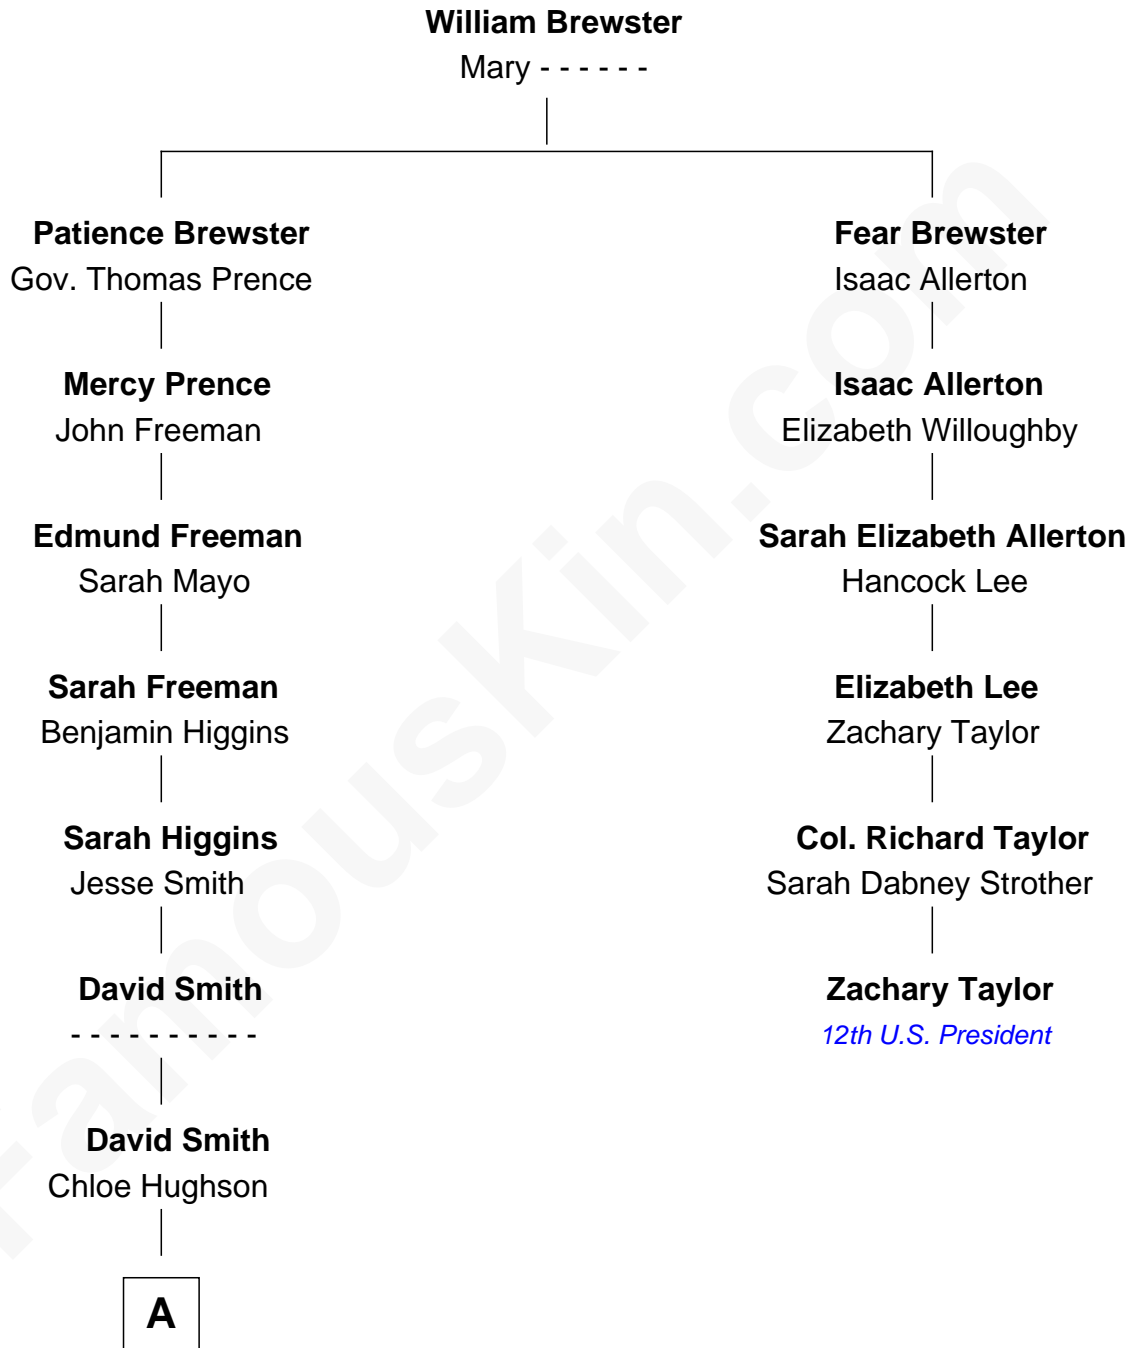 William Brewster
Mary - - - - - -
Patience Brewster
Gov. Thomas Prence
Fear Brewster
Isaac Allerton
Mercy Prence
John Freeman
Isaac Allerton
Elizabeth Willoughby
Edmund Freeman
Sarah Mayo
Sarah Elizabeth Allerton
Hancock Lee
Sarah Freeman
Benjamin Higgins
Elizabeth Lee
Zachary Taylor
Sarah Higgins
Jesse Smith
Col. Richard Taylor
Sarah Dabney Strother
David Smith
- - - - - - - - - -
Zachary Taylor
12th U.S. President
David Smith
Chloe Hughson
A
FamousKin.com